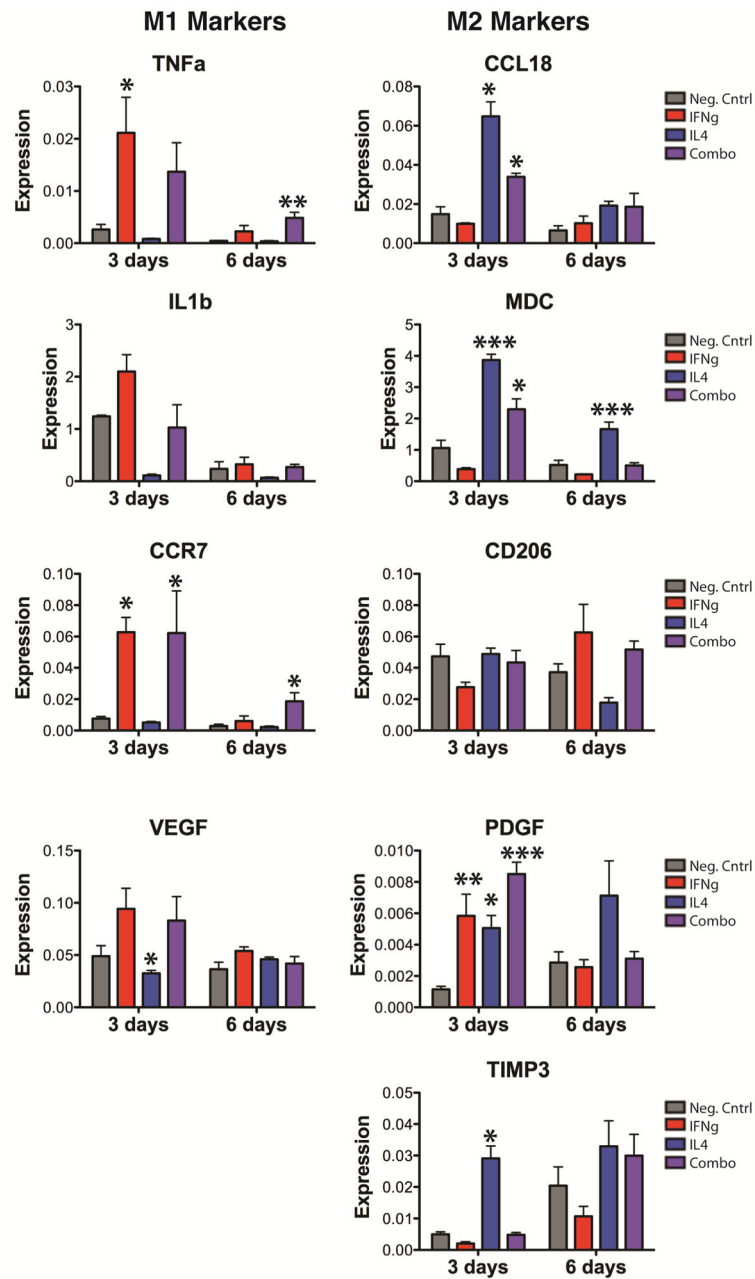 M1 Markers
M2 Markers
TNFa
Expression
0.03
0.02
0.01
0.00
*
**
3 days
6 days
CCL18
Expression
0.08
0.06
0.04
0.02
0.00
*
*
3 days
6 days
Neg. Cntrl
IFNg
IL4
Combo
IL1b
Expression
3
2
1
0
3 days
6 days
MDC
Expression
5
4
3
2
1
0
***
*
***
3 days
6 days
Neg. Cntrl
IFNg
IL4
Combo
CCR7
Expression
0.10
0.08
0.06
0.04
0.02
0.00
*
*
*
3 days
6 days
CD206
Expression
0.10
0.08
0.06
0.04
0.02
0.00
3 days
6 days
Neg. Cntrl
IFNg
IL4
Combo
VEGF
Expression
0.15
0.10
0.05
0.00
*
3 days
6 days
PDGF
Expression
0.010
0.008
0.006
0.004
0.002
0.000
**
*
***
3 days
6 days
Neg. Cntrl
IFNg
IL4
Combo
TIMP3
Expression
0.05
0.04
0.03
0.02
0.01
0.00
*
3 days
6 days
Neg. Cntrl
IFNg
IL4
Combo